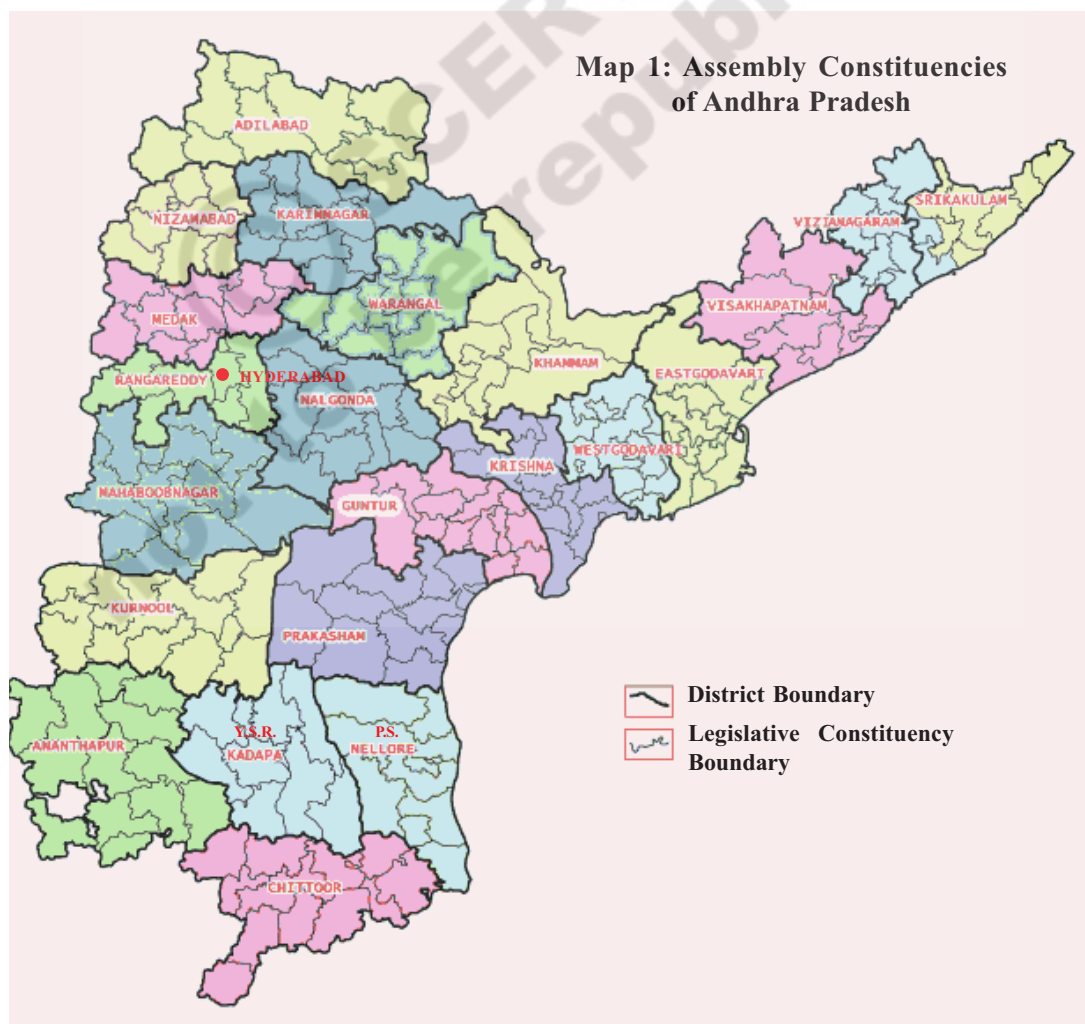 Map 1: Assembly Constituencies
of Andhra Pradesh
ADILABAD
NIZAMABAD
KARIMNAGAR
SRIKAKULAM
VIZIANAGARAM
MEDAK
WARANGAL
VISAKHAPATNAM
RANGAREDDY
HYDERABAD
KHAMMAM
EASTGODAVARI
NALGONDA
WESTGODAVARI
KRISHNA
MAHABOOBNAGAR
GUNTUR
KURNOOL
PRAKASHAM
District Boundary
Legislative Constituency
Boundary
ANANTHAPUR
Y.S.R.
KADAPA
P.S.
NELLORE
CHITTOOR